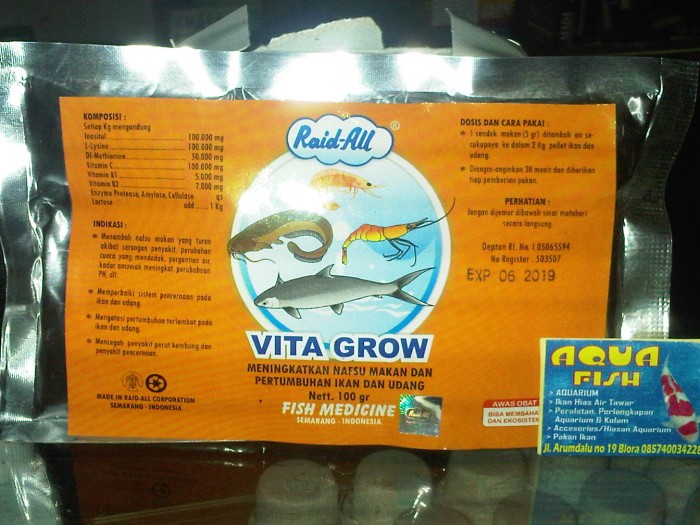 KOMPOSISI :
Setiap Kg mengandung
Inositol 100.000 mg
L-Lysine 100.000 mg
Dl-Methionine 50.000 mg
Vitamin C 100.000 mg
Vitamin B1 5.000 mg
Vitamin B2 7.000 mg
Enzyme Protease, Amylase, Cellulase qs
Lactose add 1 Kg
INDIKASI :
Menambah nafsu makan yang turun
akibat serangan penyakit, perubahan
cuaca yang mendadak, pergantian air,
kadar amoniak meningkat, perubahaan
PH, dll
Memperbaiki sistem pencernaan pada
ikan dan udang.
Mengatasi pertumbuhan terlambat pada
ikan dan udang.
Mencegah penyakit perut kembung dan
penyakit pencernaan.
MADE IN RAID-ALL CORPORATION
SEMARANG - INDONESIA
Raid-All ®
VITA GROW
MENINGKATKAN NAFSU MAKAN DAN
PERTUMBUHAN IKAN DAN UDANG
Nett. 100 gr
FISH MEDICINE
SEMARANG - INDONESIA
Raid-All
DOSIS DAN CARA PAKAI :
1 sendok makan (5 gr) ditambah air se-
cukupnya ke dalam 2 Kg pellet ikan dan
udang.
Diangin-anginkan 30 menit dan diberikan
tiap pemberian pakan.
PERHATIAN :
Jangan dijemur dibawah sinar matahari
secara langsung
Deptan RI. No. I.05065594
No Register : 503507
EXP 06 2019
AWAS OBAT
BISA MEMBAHA
DAN EKOSISTEM
AQUA
FISH
> AQUARIUM
> Ikan Hias Air Tawar
> Peralatan, Perlengkapan
Aquarium & Kolam
> Accesories/Hiasan Aquarium
> Pakan Ikan
Jl. Arumdalu no 19 Blora 085740034228